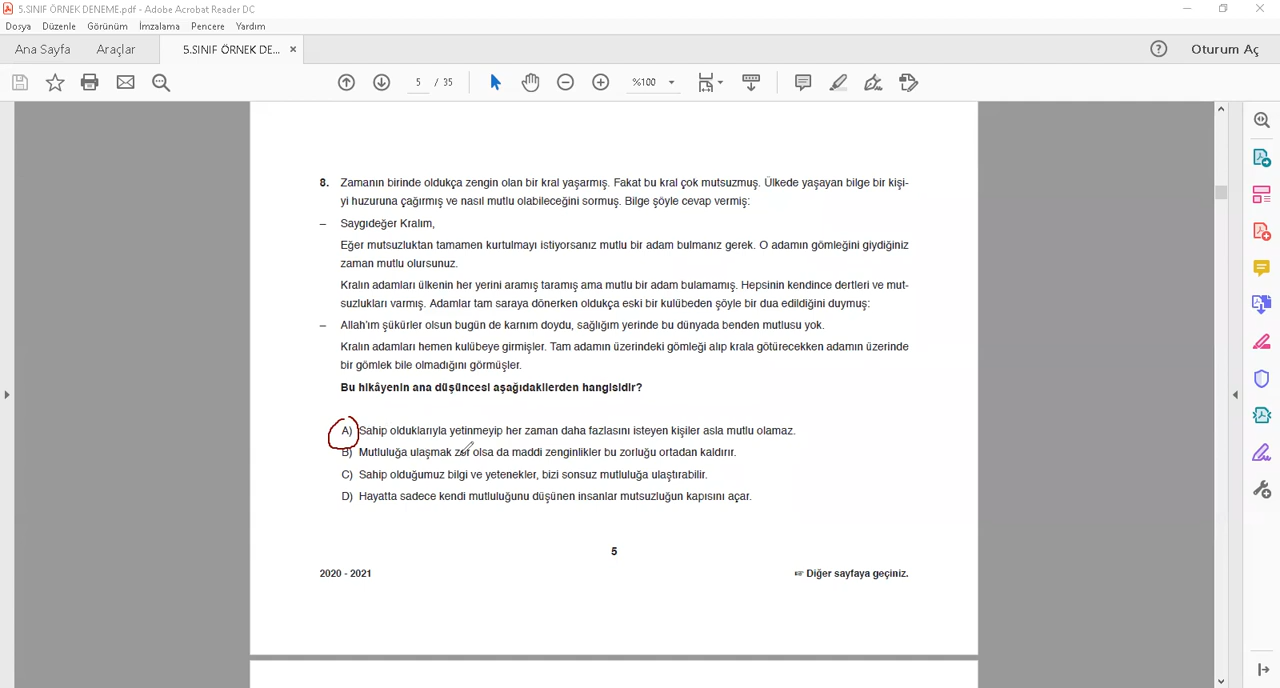 5.SINIF ÖRNEK DENEME.pdf - Adobe Acrobat Reader DC
Dosya Düzenle Görünüm İmzalama Pencere Yardım
Ana Sayfa Araçlar 5.SINIF ÖRNEK DE... × Oturum Aç
5 / 35 %100
8. Zamanın birinde oldukça zengin olan bir kral yaşarmış. Fakat bu kral çok mutsuzmuş. Ülkede yaşayan bilge bir kişi-
yi huzuruna çağırmış ve nasıl mutlu olabileceğini sormuş. Bilge şöyle cevap vermiş:
– Saygıdeğer Kralım,
Eğer mutsuzluktan tamamen kurtulmayı istiyorsanız mutlu bir adam bulmanız gerek. O adamın gömleğini giydiğiniz
zaman mutlu olursunuz.
Kralın adamları ülkenin her yerini aramış taramış ama mutlu bir adam bulamamış. Hepsinin kendince dertleri ve mut-
suzlukları varmış. Adamlar tam saraya dönerken oldukça eski bir kulübeden şöyle bir dua edildiğini duymuş:
– Allah'ım şükürler olsun bugün de karnım doydu, sağlığım yerinde bu dünyada benden mutlusu yok.
Kralın adamları hemen kulübeye girmişler. Tam adamın üzerindeki gömleği alıp krala götürecekken adamın üzerinde
bir gömlek bile olmadığını görmüşler.
Bu hikâyenin ana düşüncesi aşağıdakilerden hangisidir?
A) Sahip olduklarıyla yetinmeyip her zaman daha fazlasını isteyen kişiler asla mutlu olamaz.
B) Mutluluğa ulaşmak zor olsa da maddi zenginlikler bu zorluğu ortadan kaldırır.
C) Sahip olduğumuz bilgi ve yetenekler, bizi sonsuz mutluluğa ulaştırabilir.
D) Hayatta sadece kendi mutluluğunu düşünen insanlar mutsuzluğun kapısını açar.
5
2020 - 2021 ☞ Diğer sayfaya geçiniz.